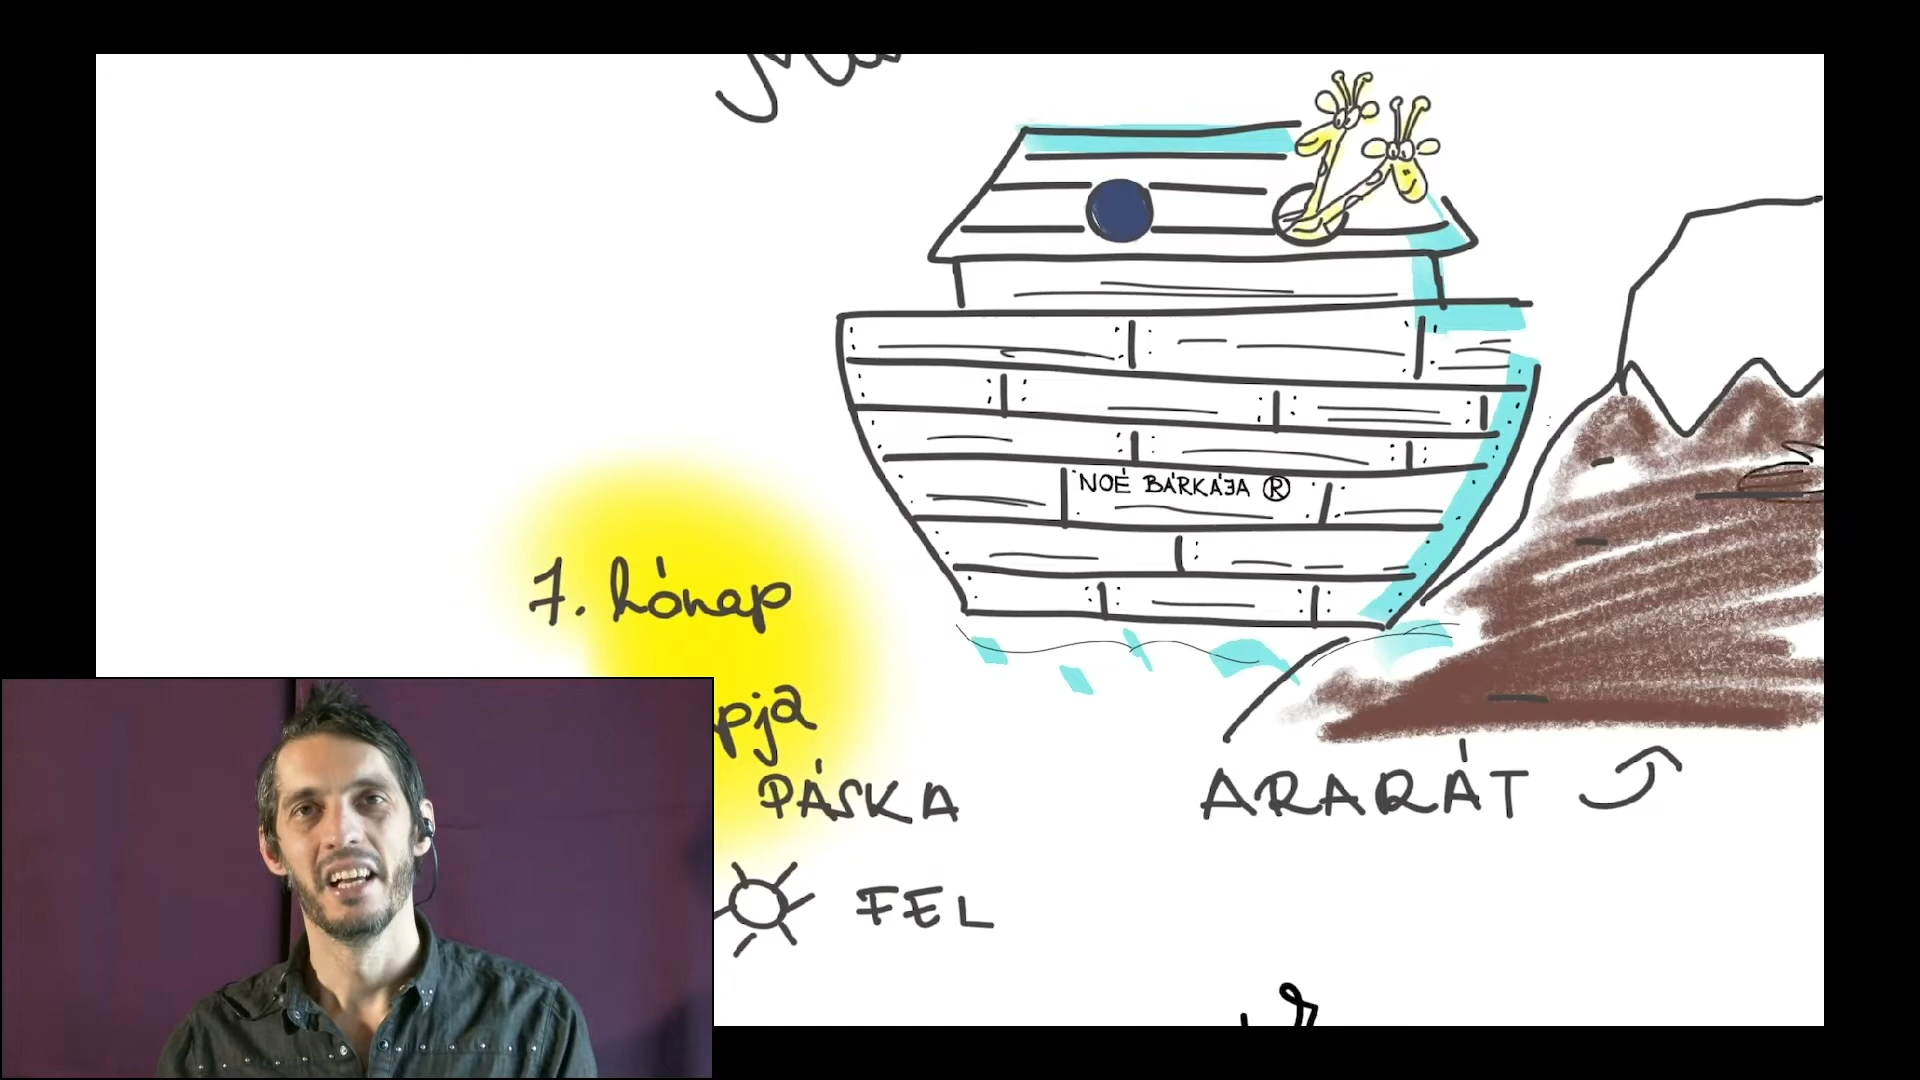 NOÉ BÁRKÁJA ®
7. hónap
pja
PÁSKA
ARARÁT
FEL